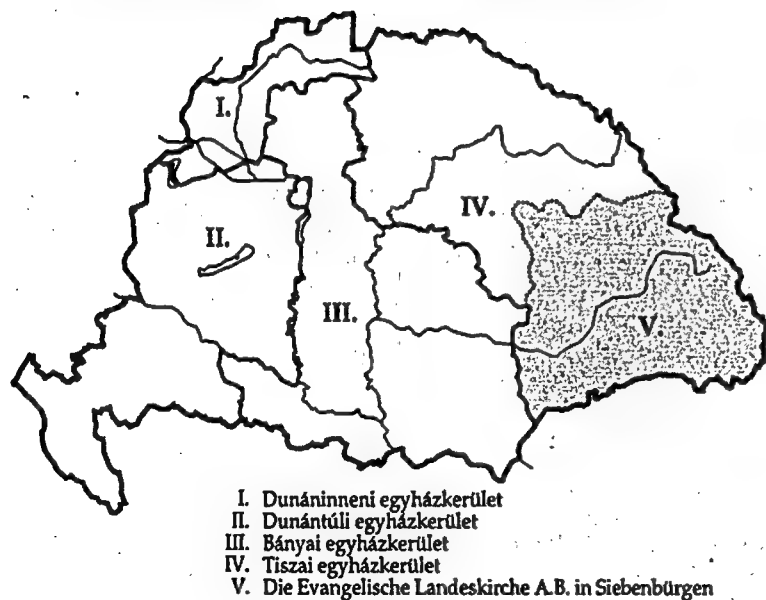 I.
II.
III.
IV.
V.
I. Dunáninneni egyházkerület
II. Dunántúli egyházkerület
III. Bányai egyházkerület
IV. Tiszai egyházkerület
V. Die Evangelische Landeskirche A.B. in Siebenbürgen